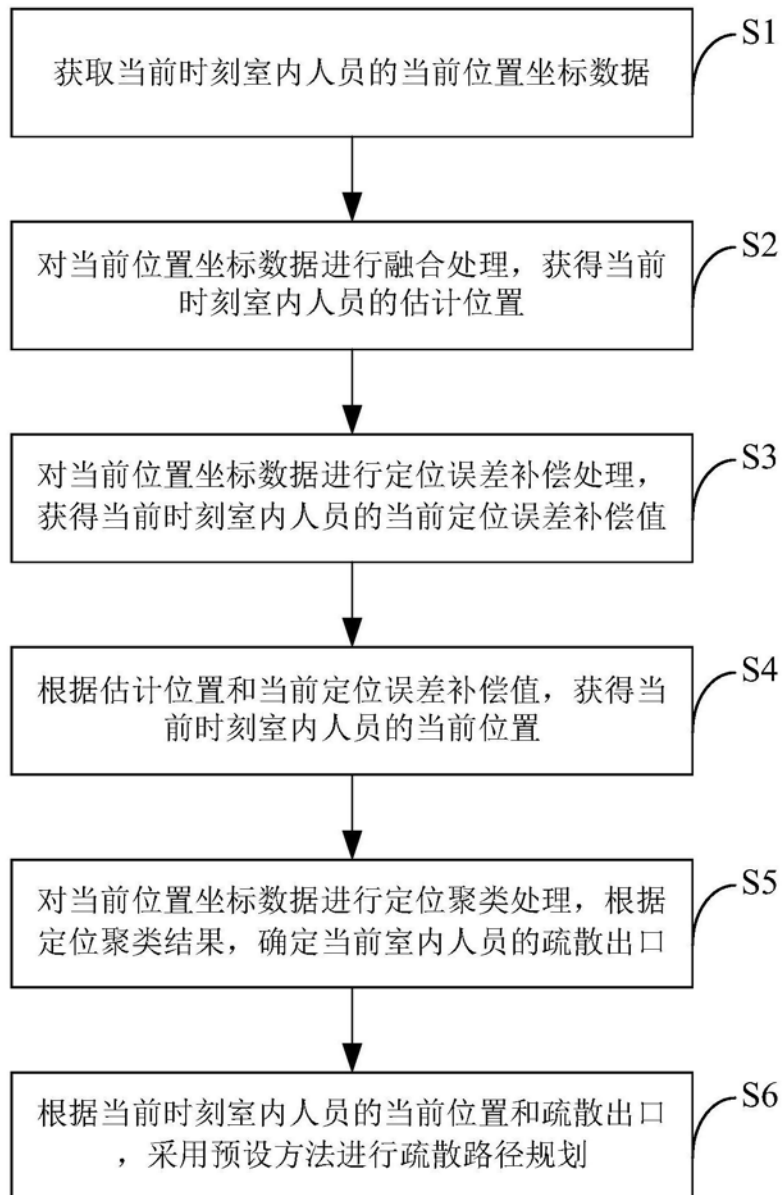 获取当前时刻室内人员的当前位置坐标数据
S1
对当前位置坐标数据进行融合处理，获得当前
时刻室内人员的估计位置
S2
对当前位置坐标数据进行定位误差补偿处理，
获得当前时刻室内人员的当前定位误差补偿值
S3
根据估计位置和当前定位误差补偿值，获得当
前时刻室内人员的当前位置
S4
对当前位置坐标数据进行定位聚类处理，根据
定位聚类结果，确定当前室内人员的疏散出口
S5
根据当前时刻室内人员的当前位置和疏散出口
，采用预设方法进行疏散路径规划
S6